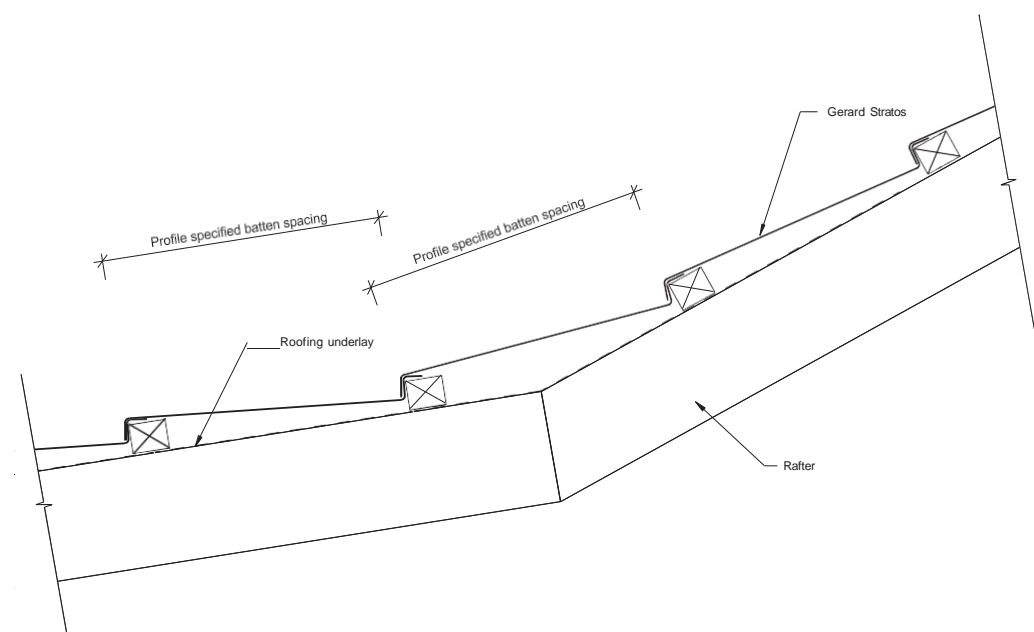 Gerard Stratos
Profile specified batten spacing
Profile specified batten spacing
Roofing underlay
Rafter